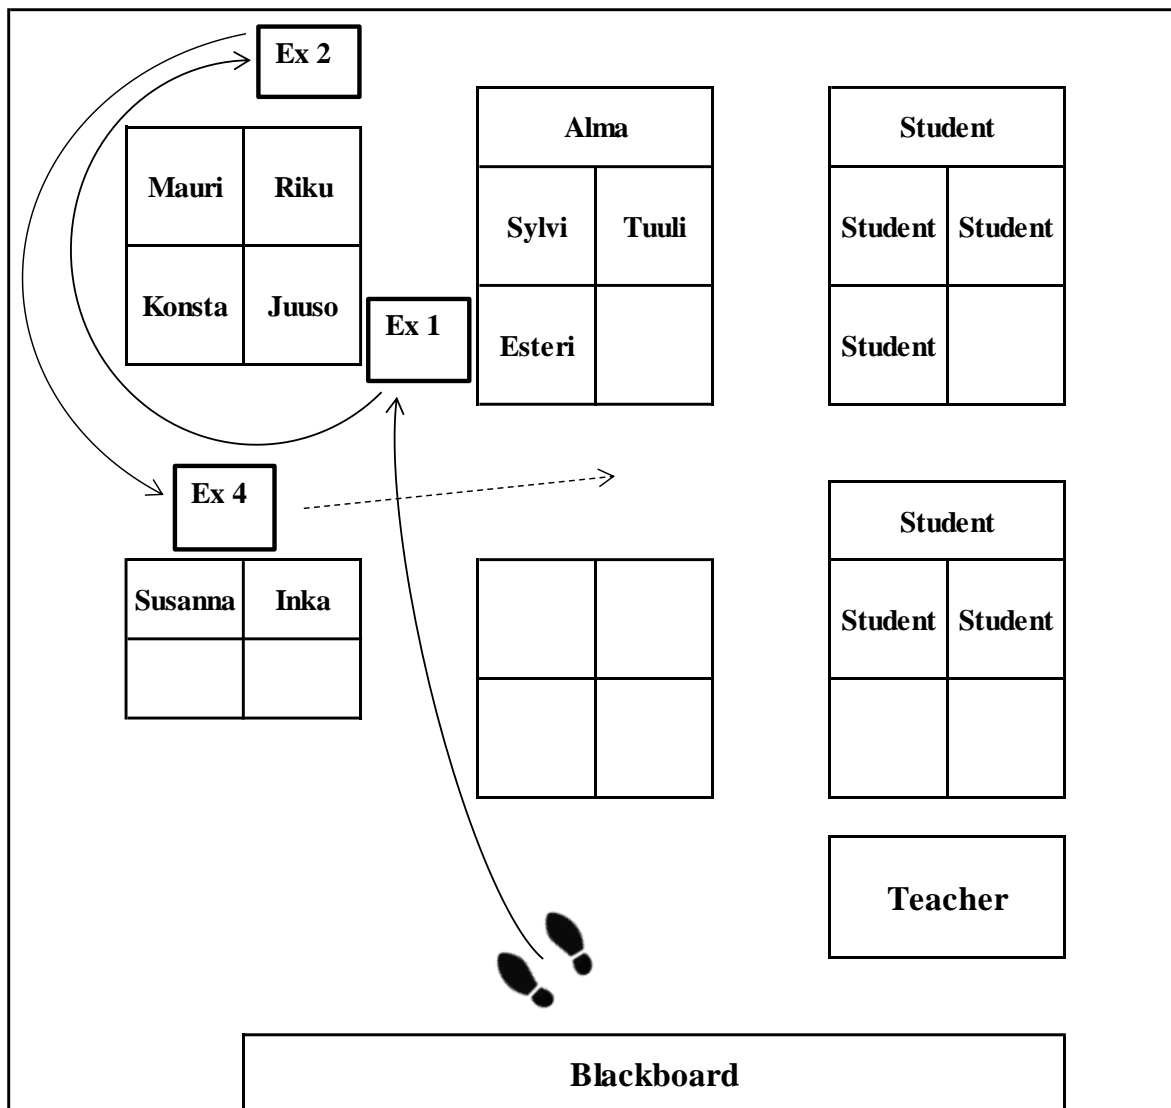 Ex 2
Alma
Student
Mauri Riku
Sylvi Tuuli
Student Student
Konsta Juuso
Ex 1
Esteri
Student
Ex 4
Student
Susanna Inka
Student Student
Teacher
Blackboard